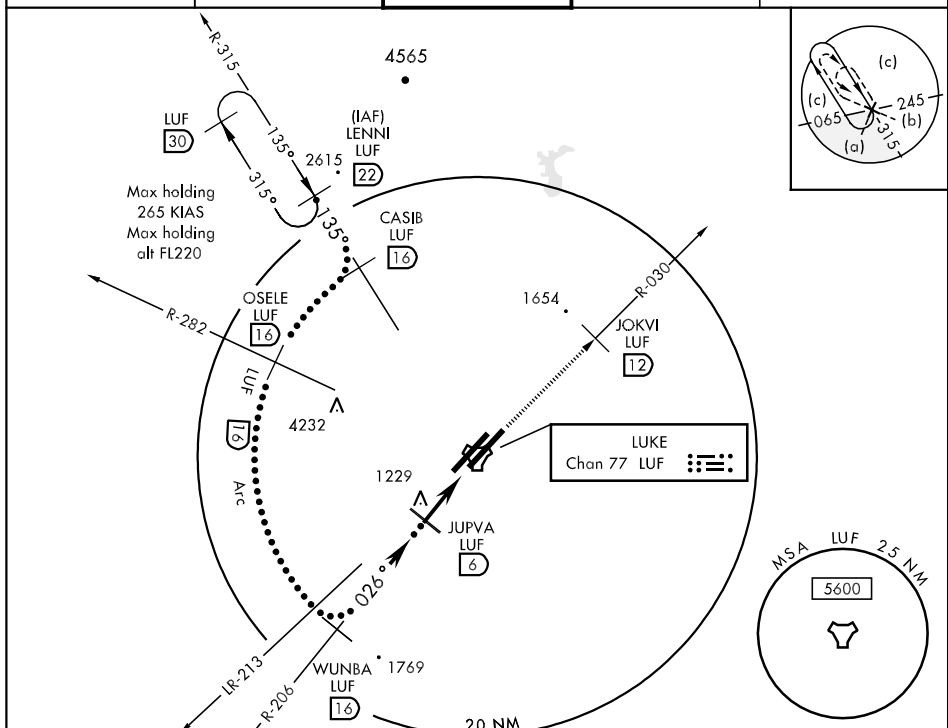 R-315
4565
LUF
30
135°
315°
(IAF)
LENNI
LUF
22
2615
135°
Max holding
265 KIAS
Max holding
alt FL220
CASIB
LUF
16
(c)
(c)
065
245
(b)
(a)
315
OSELE
LUF
16
R-282
1654
R-030
JOKVI
LUF
12
LUF
16
Arc
4232
LUKE
Chan 77 LUF
1229
JUPVA
LUF
6
026°
MSA LUF 25 NM
5600
LR-213
R-206
WUNBA
LUF
16
1769
20 NM